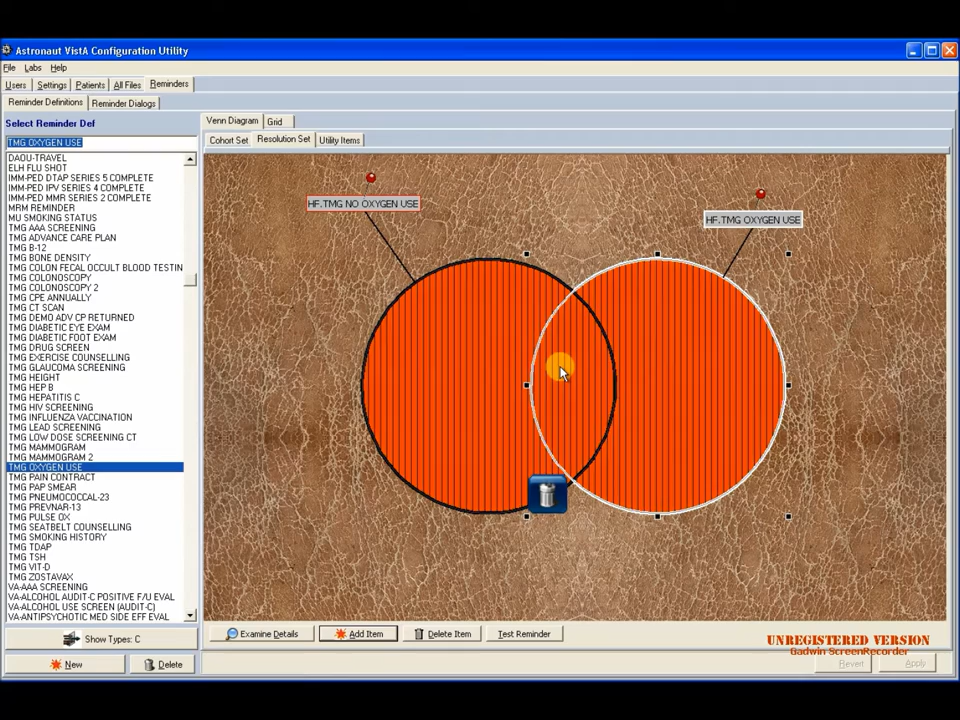 Astronaut VistA Configuration Utility
File Labs Help
Users Settings Patients All Files Reminders
Reminder Definitions Reminder Dialogs
Select Reminder Def
TMG OXYGEN USE
DAOU-TRAVEL
ELH FLU SHOT
IMM-PED DTAP SERIES 5 COMPLETE
IMM-PED IPV SERIES 4 COMPLETE
IMM-PED MMR SERIES 2 COMPLETE
MRM REMINDER
MU SMOKING STATUS
TMG AAA SCREENING
TMG ADVANCE CARE PLAN
TMG B-12
TMG BONE DENSITY
TMG COLON FECAL OCCULT BLOOD TESTIN
TMG COLONOSCOPY
TMG COLONOSCOPY 2
TMG CPE ANNUALLY
TMG CT SCAN
TMG DEMO ADV CP RETURNED
TMG DIABETIC EYE EXAM
TMG DIABETIC FOOT EXAM
TMG DRUG SCREEN
TMG EXERCISE COUNSELLING
TMG GLAUCOMA SCREENING
TMG HEIGHT
TMG HEP B
TMG HEPATITIS C
TMG HIV SCREENING
TMG INFLUENZA VACCINATION
TMG LEAD SCREENING
TMG LOW DOSE SCREENING CT
TMG MAMMOGRAM
TMG MAMMOGRAM 2
TMG OXYGEN USE
TMG PAIN CONTRACT
TMG PAP SMEAR
TMG PNEUMOCOCCAL-23
TMG PREVNAR-13
TMG PULSE OX
TMG SEATBELT COUNSELLING
TMG SMOKING HISTORY
TMG TDAP
TMG TSH
TMG VIT-D
TMG ZOSTAVAX
VA-AAA SCREENING
VA-ALCOHOL AUDIT-C POSITIVE F/U EVAL
VA-ALCOHOL USE SCREEN (AUDIT-C)
VA-ANTIPSYCHOTIC MED SIDE EFF EVAL
Show Types: C
New Delete
Venn Diagram Grid
Cohort Set Resolution Set Utility Items
HF.TMG NO OXYGEN USE
HF.TMG OXYGEN USE
Examine Details Add Item Delete Item Test Reminder
UNREGISTERED VERSION
Gadwin ScreenRecorder
Revert Apply